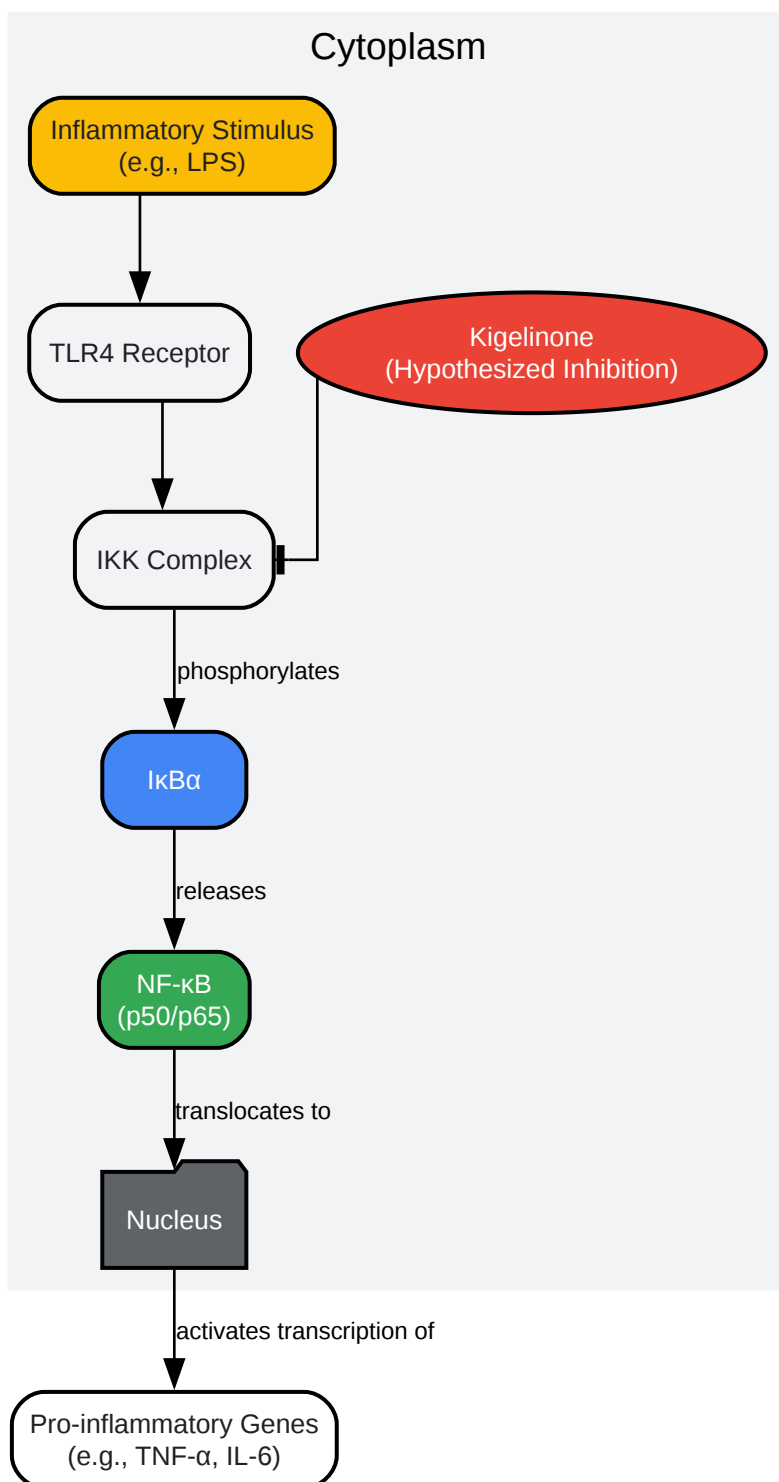 Cytoplasm
Inflammatory Stimulus
(e.g., LPS)
TLR4 Receptor
Kigelinone
(Hypothesized Inhibition)
IKK Complex
phosphorylates
IκBα
releases
NF-κB
(p50/p65)
translocates to
Nucleus
activates transcription of
Pro-inflammatory Genes
(e.g., TNF-α, IL-6)